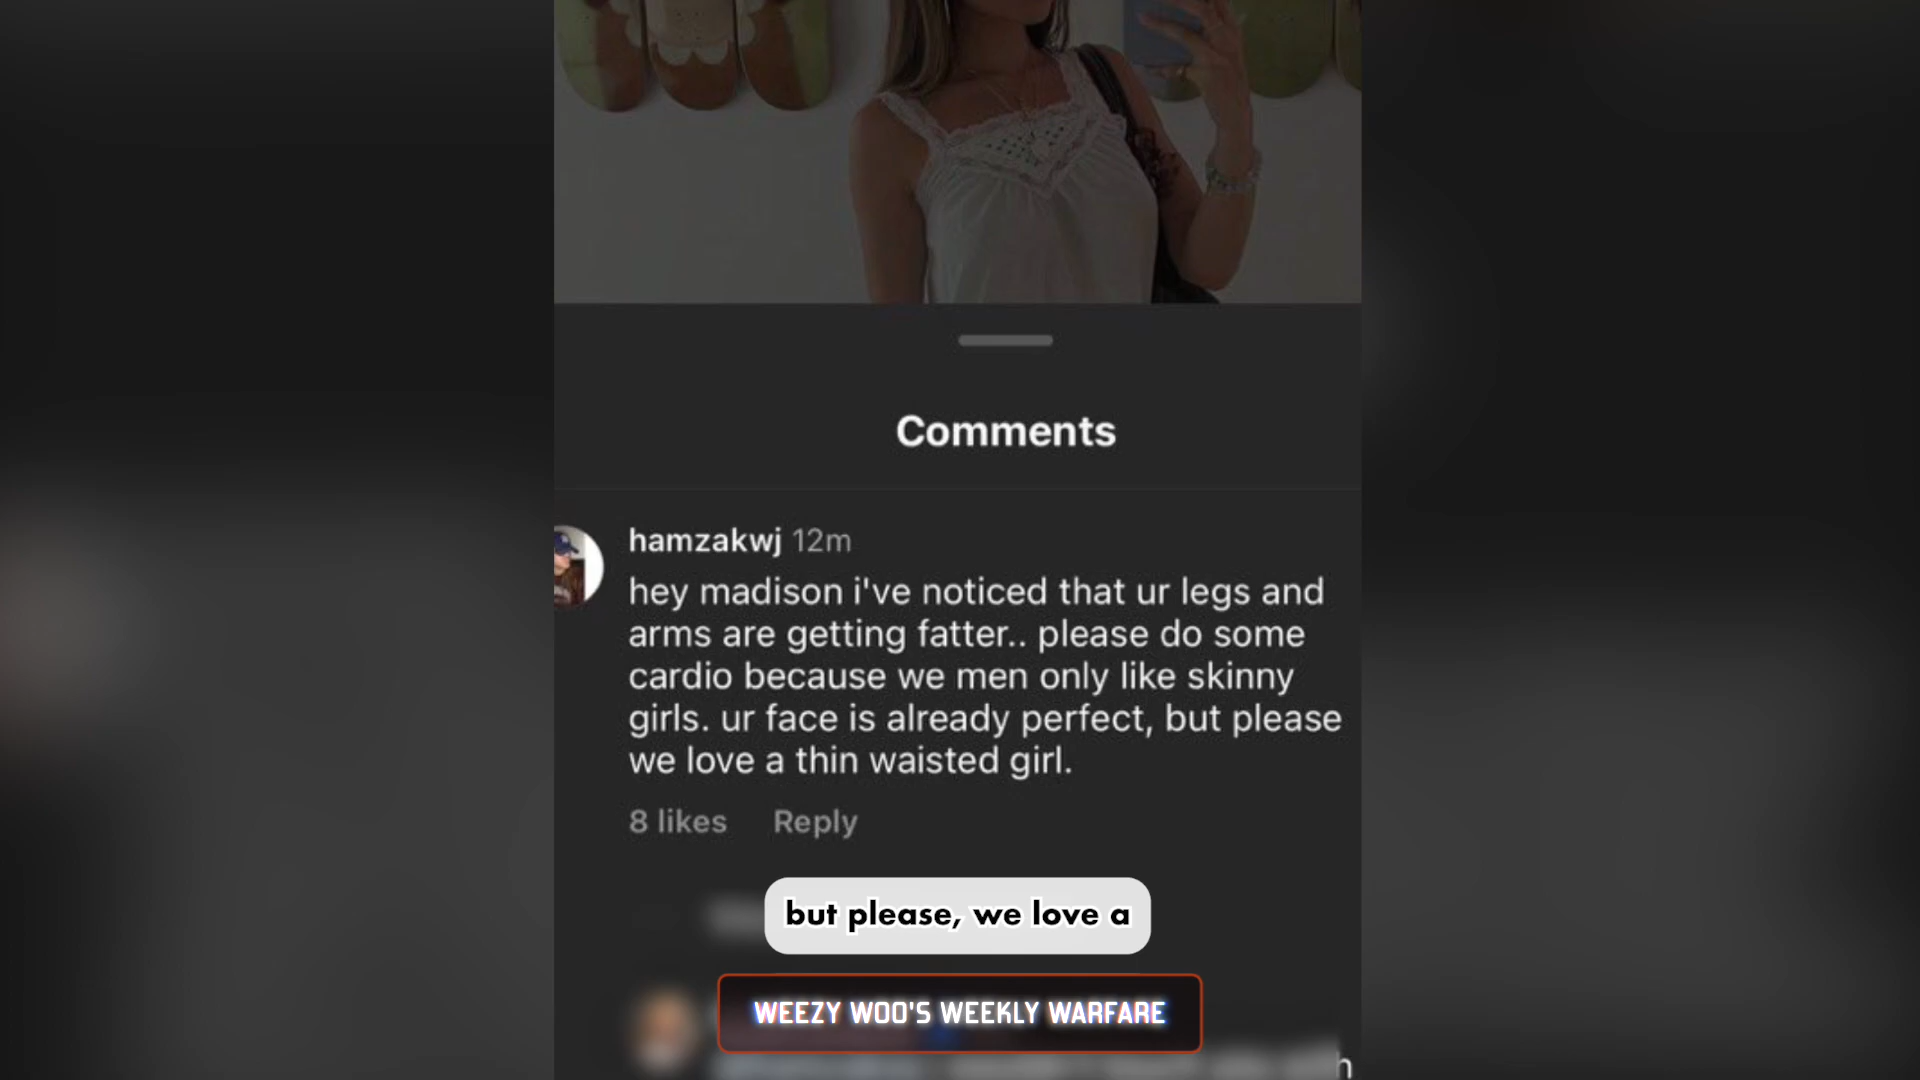 Comments
hamzakwj 12m
hey madison i've noticed that ur legs and
arms are getting fatter.. please do some
cardio because we men only like skinny
girls. ur face is already perfect, but please
we love a thin waisted girl.
8 likes Reply
but please, we love a
WEEZY WOO'S WEEKLY WARFARE